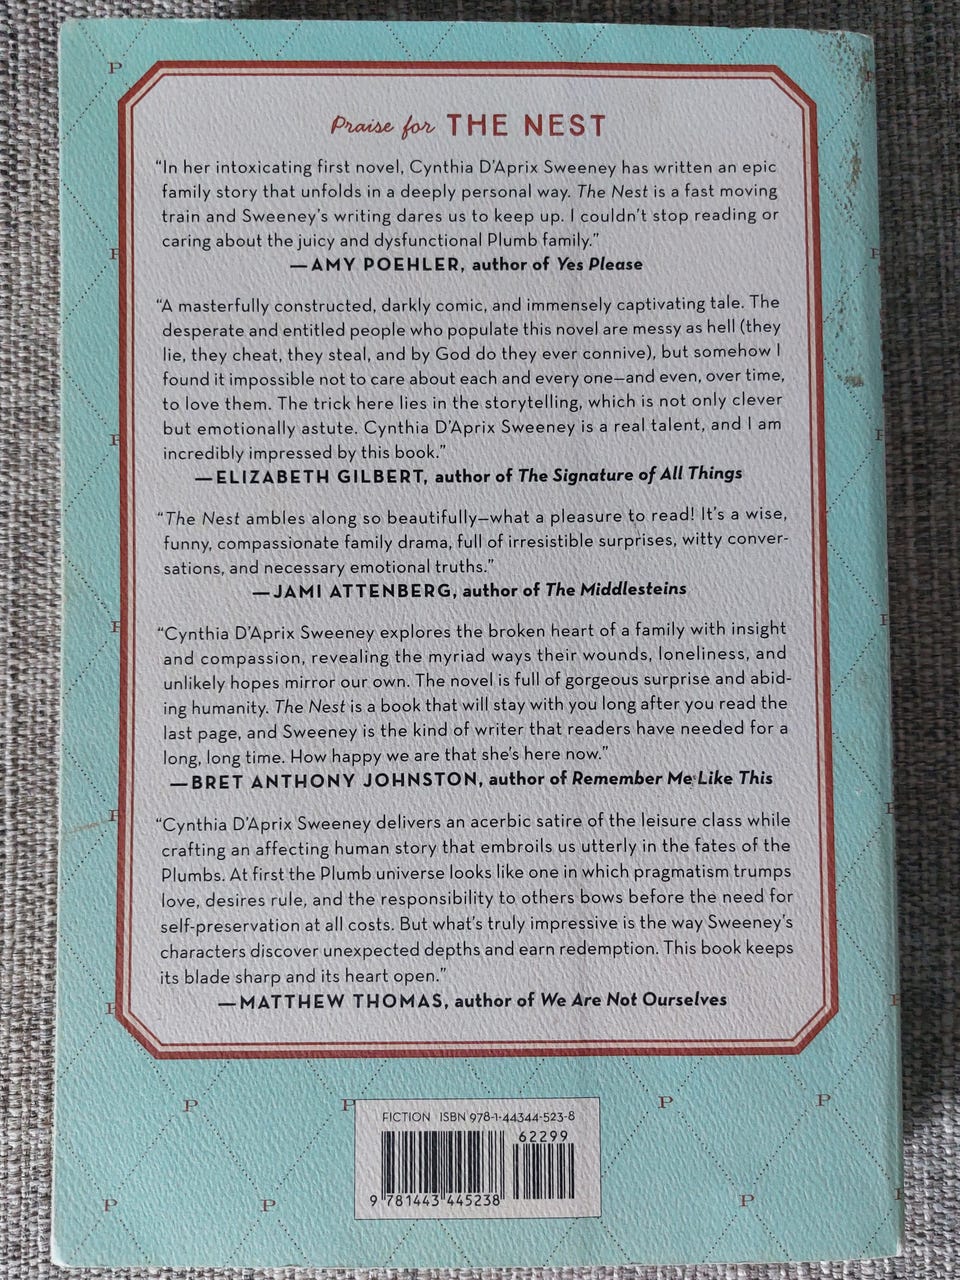 Praise for THE NEST
“In her intoxicating first novel, Cynthia D’Aprix Sweeney has written an epic
family story that unfolds in a deeply personal way. The Nest is a fast moving
train and Sweeney’s writing dares us to keep up. I couldn’t stop reading or
caring about the juicy and dysfunctional Plumb family.”
—AMY POEHLER, author of Yes Please
“A masterfully constructed, darkly comic, and immensely captivating tale. The
desperate and entitled people who populate this novel are messy as hell (they
lie, they cheat, they steal, and by God do they ever connive), but somehow I
found it impossible not to care about each and every one—and even, over time,
to love them. The trick here lies in the storytelling, which is not only clever
but emotionally astute. Cynthia D’Aprix Sweeney is a real talent, and I am
incredibly impressed by this book.”
—ELIZABETH GILBERT, author of The Signature of All Things
“The Nest ambles along so beautifully—what a pleasure to read! It’s a wise,
funny, compassionate family drama, full of irresistible surprises, witty conver-
sations, and necessary emotional truths.”
—JAMI ATTENBERG, author of The Middlesteins
“Cynthia D’Aprix Sweeney explores the broken heart of a family with insight
and compassion, revealing the myriad ways their wounds, loneliness, and
unlikely hopes mirror our own. The novel is full of gorgeous surprise and abid-
ing humanity. The Nest is a book that will stay with you long after you read the
last page, and Sweeney is the kind of writer that readers have needed for a
long, long time. How happy we are that she’s here now.”
—BRET ANTHONY JOHNSTON, author of Remember Me Like This
“Cynthia D’Aprix Sweeney delivers an acerbic satire of the leisure class while
crafting an affecting human story that embroils us utterly in the fates of the
Plumbs. At first the Plumb universe looks like one in which pragmatism trumps
love, desires rule, and the responsibility to others bows before the need for
self-preservation at all costs. But what’s truly impressive is the way Sweeney’s
characters discover unexpected depths and earn redemption. This book keeps
its blade sharp and its heart open.”
—MATTHEW THOMAS, author of We Are Not Ourselves
P P P P
FICTION ISBN 978-1-44344-523-8
62299
9 781443 445238
P P P